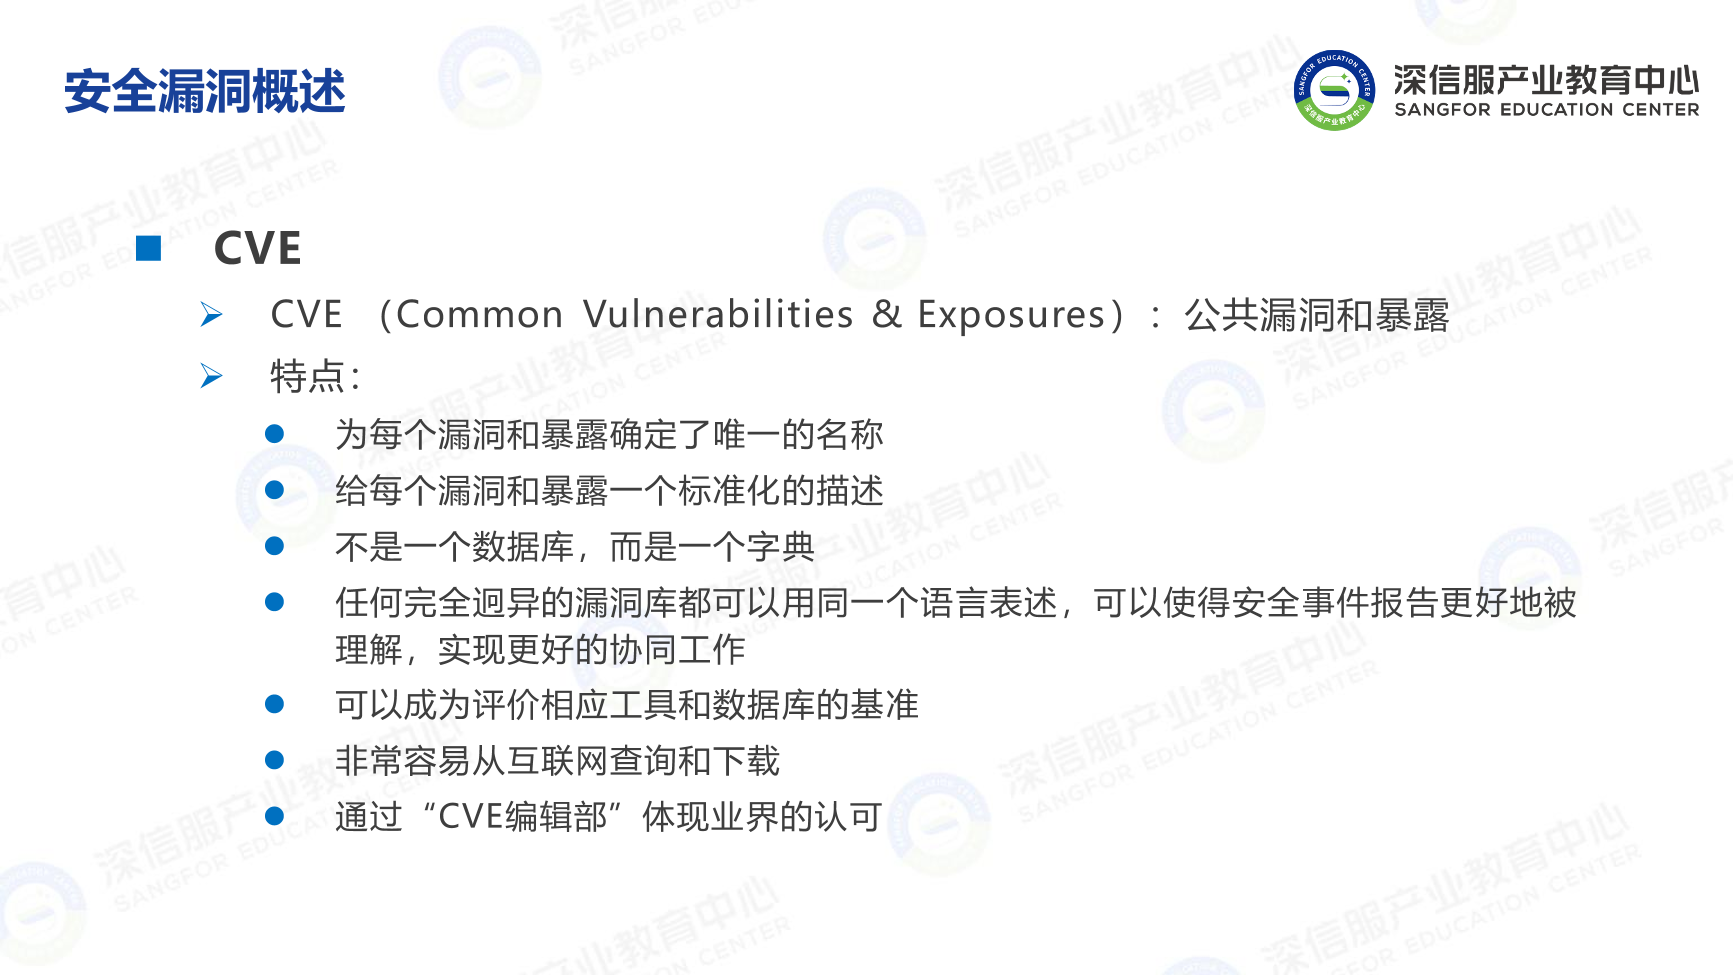 安全漏洞概述
深信服产业教育中心
SANGFOR EDUCATION CENTER
CVE
CVE （Common Vulnerabilities & Exposures）：公共漏洞和暴露
特点：
为每个漏洞和暴露确定了唯一的名称
给每个漏洞和暴露一个标准化的描述
不是一个数据库，而是一个字典
任何完全迥异的漏洞库都可以用同一个语言表述，可以使得安全事件报告更好地被
理解，实现更好的协同工作
可以成为评价相应工具和数据库的基准
非常容易从互联网查询和下载
通过“CVE编辑部”体现业界的认可